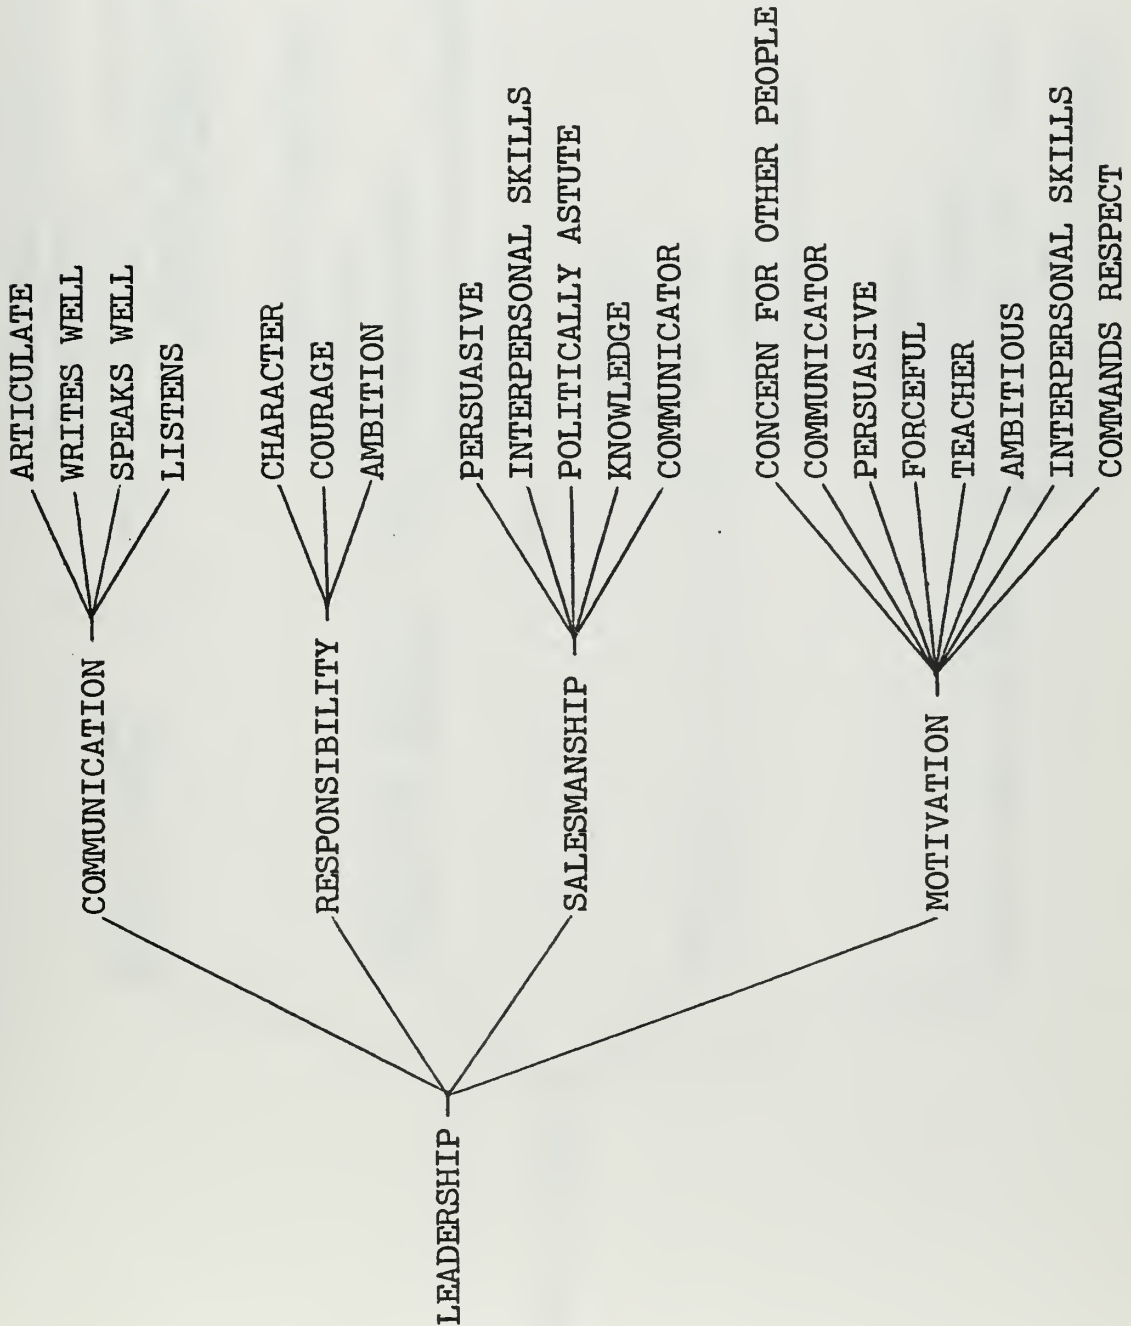 LEADERSHIP
COMMUNICATION
ARTICULATE
WRITES WELL
SPEAKS WELL
LISTENS
RESPONSIBILITY
CHARACTER
COURAGE
AMBITION
SALESMANSHIP
PERSUASIVE
INTERPERSONAL SKILLS
POLITICALLY ASTUTE
KNOWLEDGE
COMMUNICATOR
MOTIVATION
CONCERN FOR OTHER PEOPLE
COMMUNICATOR
PERSUASIVE
FORCEFUL
TEACHER
AMBITIOUS
INTERPERSONAL SKILLS
COMMANDS RESPECT